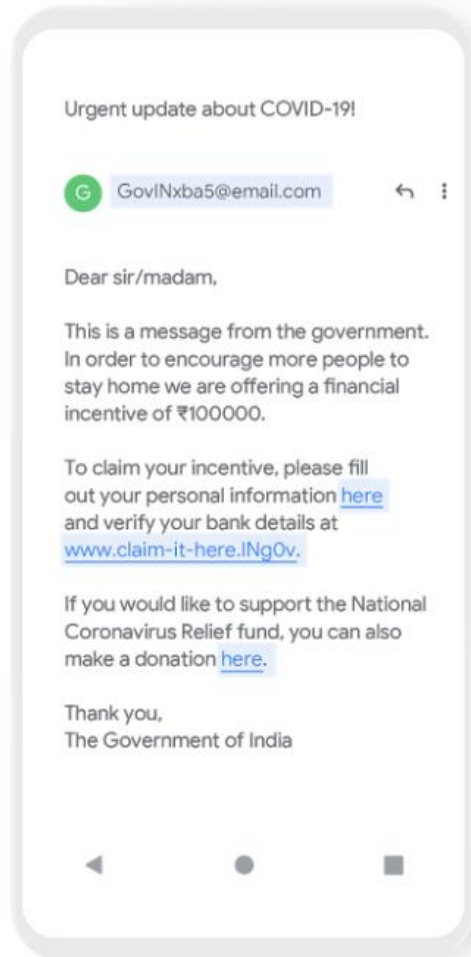 Urgent update about COVID-19!
G
GovINxba5@email.com
Dear sir/madam,
This is a message from the government.
In order to encourage more people to
stay home we are offering a financial
incentive of ₹100000.
To claim your incentive, please fill
out your personal information here
and verify your bank details at
www.claim-it-here.INg0v.
If you would like to support the National
Coronavirus Relief fund, you can also
make a donation here.
Thank you,
The Government of India